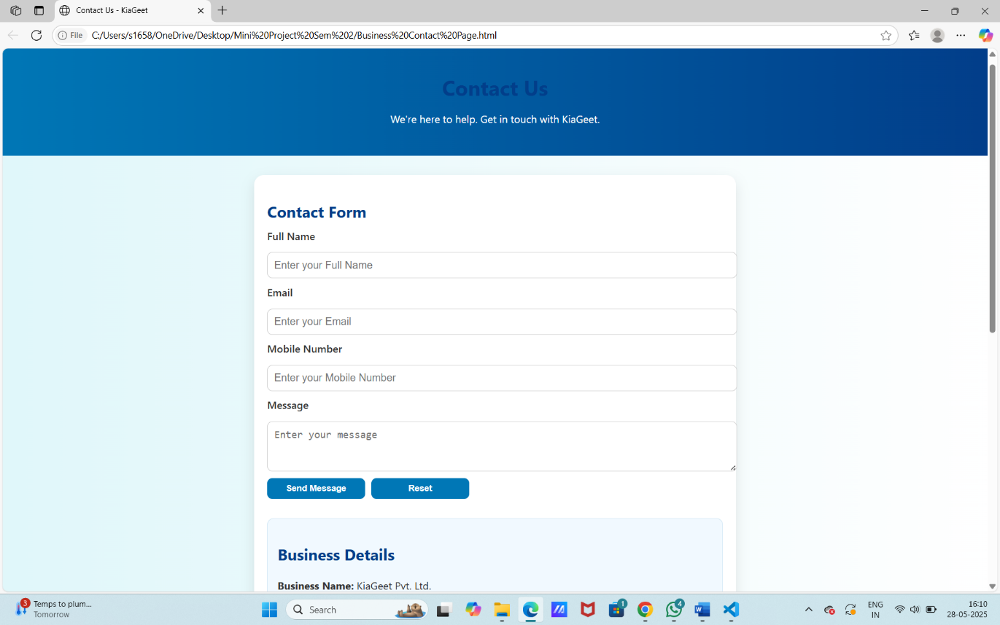 Contact Us - KiaGeet
File
C:/Users/s1658/OneDrive/Desktop/Mini%20Project%20Sem%202/Business%20Contact%20Page.html
Contact Us
We're here to help. Get in touch with KiaGeet.
Contact Form
Full Name
Enter your Full Name
Email
Enter your Email
Mobile Number
Enter your Mobile Number
Message
Enter your message
Send Message
Reset
Business Details
Business Name: KiaGeet Pvt. Ltd.
3
Temps to plum...
Tomorrow
Search
1
4
ENG
IN
16:10
28-05-2025